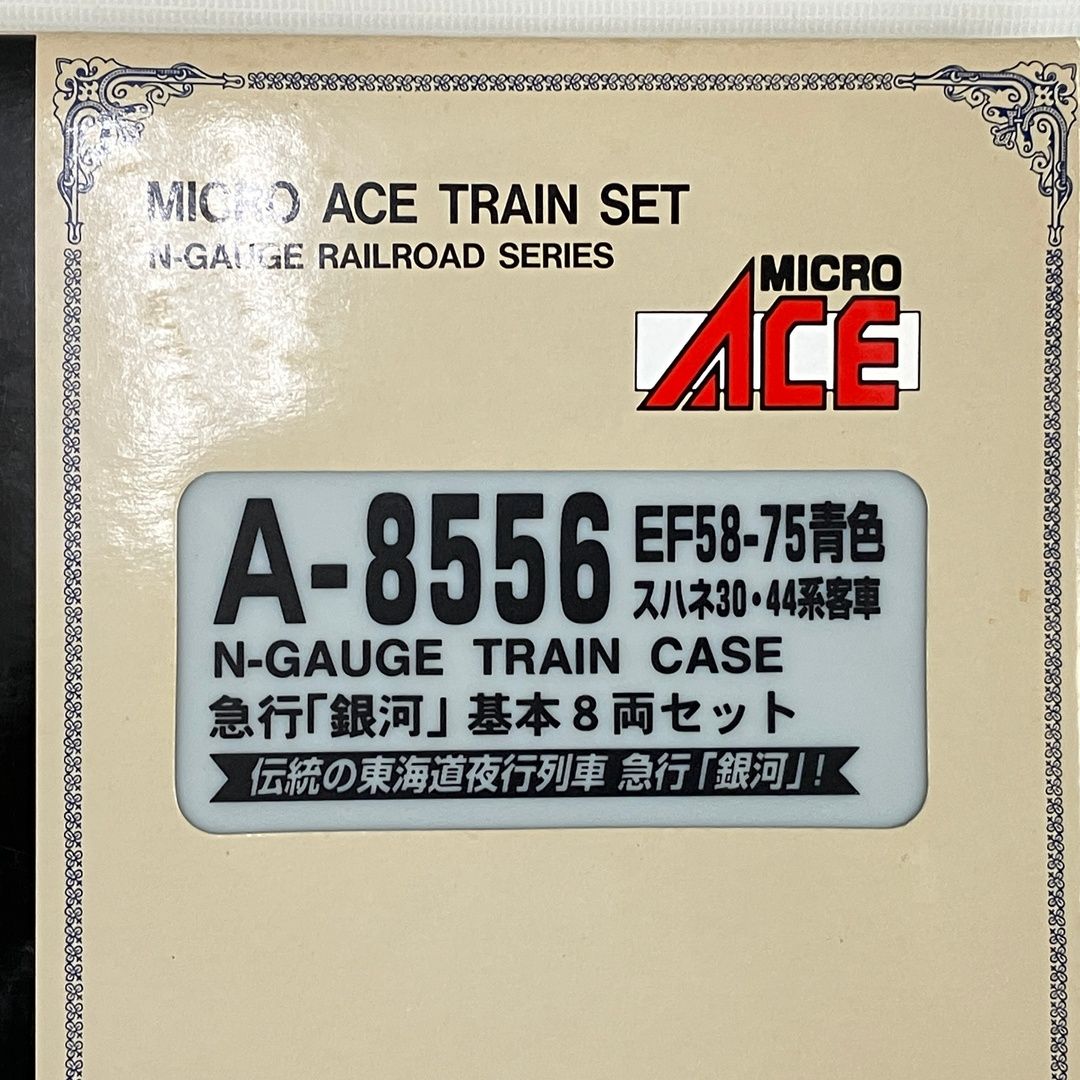 MICRO ACE TRAIN SET
N-GAUGE RAILROAD SERIES
MICRO
ACE
A-8556
EF58-75青色
スハネ30・44系客車
N-GAUGE TRAIN CASE
急行「銀河」基本8両セット
伝統の東海道夜行列車 急行「銀河」!